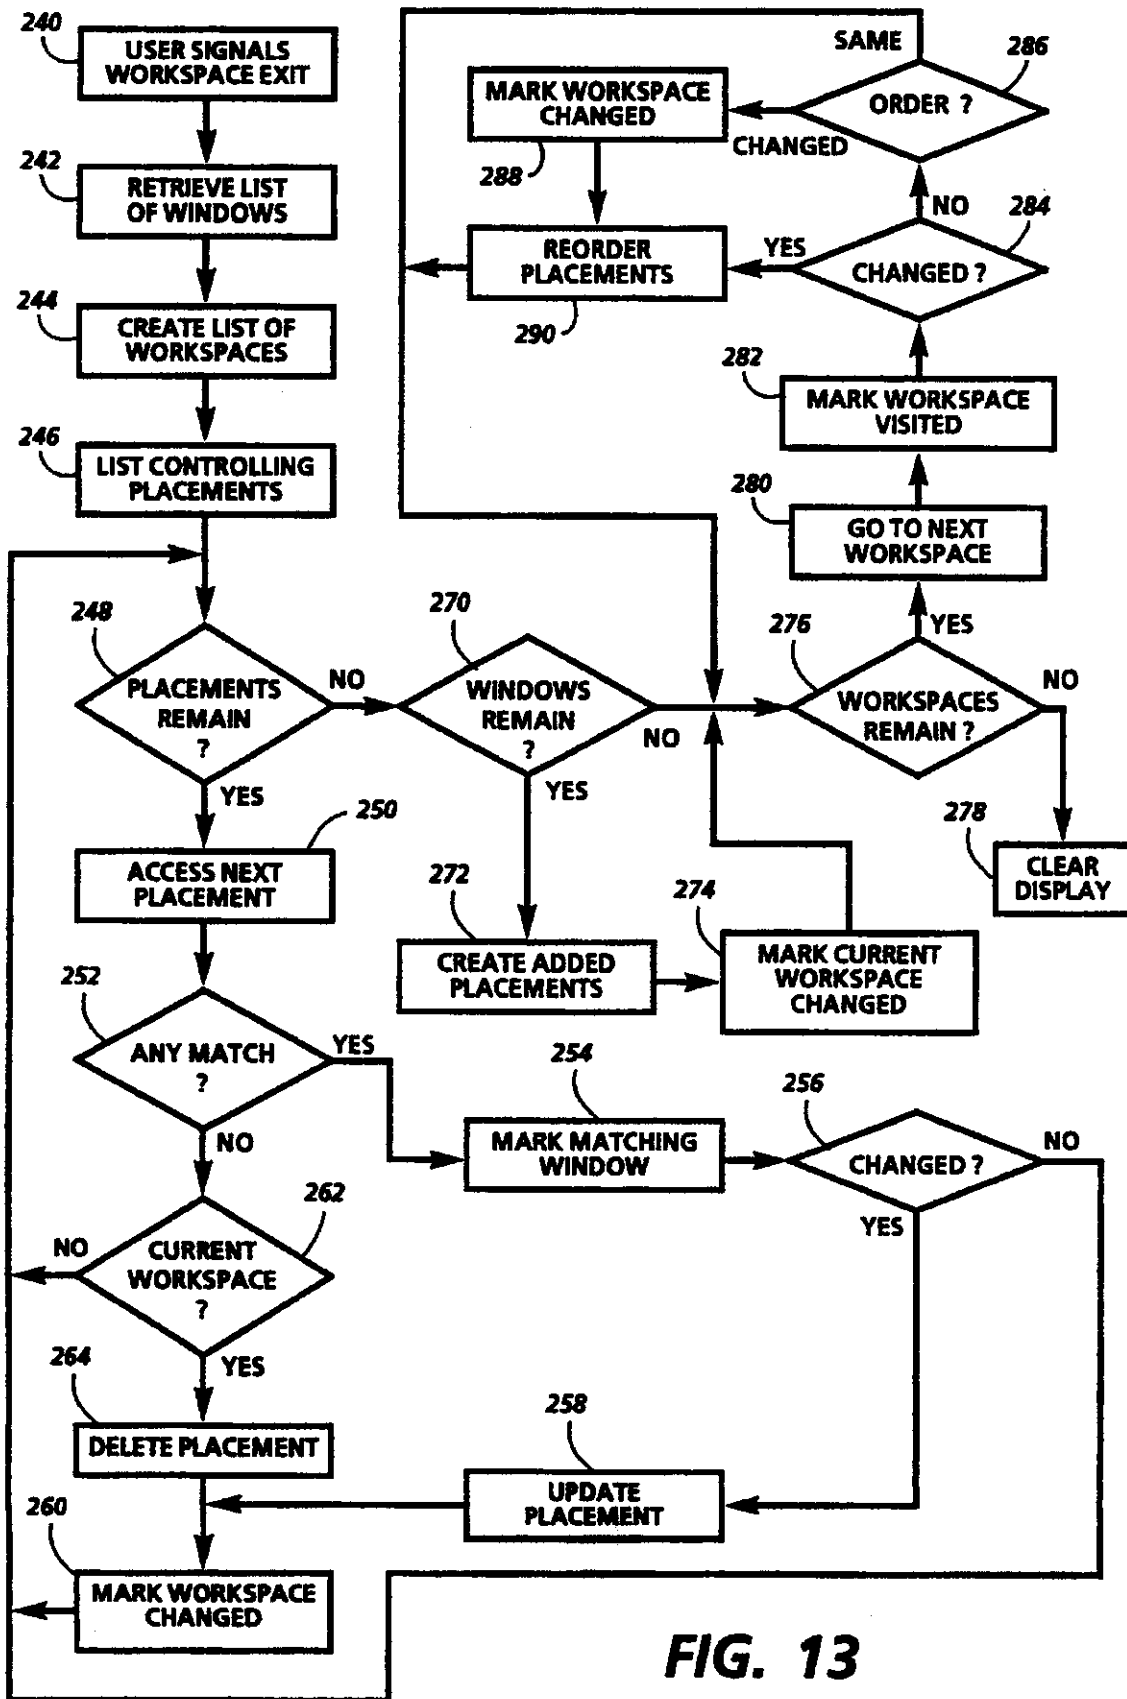 240
USER SIGNALS
WORKSPACE EXIT
242
RETRIEVE LIST
OF WINDOWS
244
CREATE LIST OF
WORKSPACES
246
LIST CONTROLLING
PLACEMENTS
248
PLACEMENTS
REMAIN
?
NO
YES
250
ACCESS NEXT
PLACEMENT
252
ANY MATCH
?
YES
NO
254
MARK MATCHING
WINDOW
256
CHANGED ?
NO
YES
258
UPDATE
PLACEMENT
262
CURRENT
WORKSPACE
?
NO
YES
264
DELETE PLACEMENT
260
MARK WORKSPACE
CHANGED
270
WINDOWS
REMAIN
?
NO
YES
272
CREATE ADDED
PLACEMENTS
274
MARK CURRENT
WORKSPACE
CHANGED
276
WORKSPACES
REMAIN ?
NO
YES
278
CLEAR
DISPLAY
280
GO TO NEXT
WORKSPACE
282
MARK WORKSPACE
VISITED
284
CHANGED ?
YES
NO
286
ORDER ?
SAME
CHANGED
288
MARK WORKSPACE
CHANGED
290
REORDER
PLACEMENTS
FIG. 13